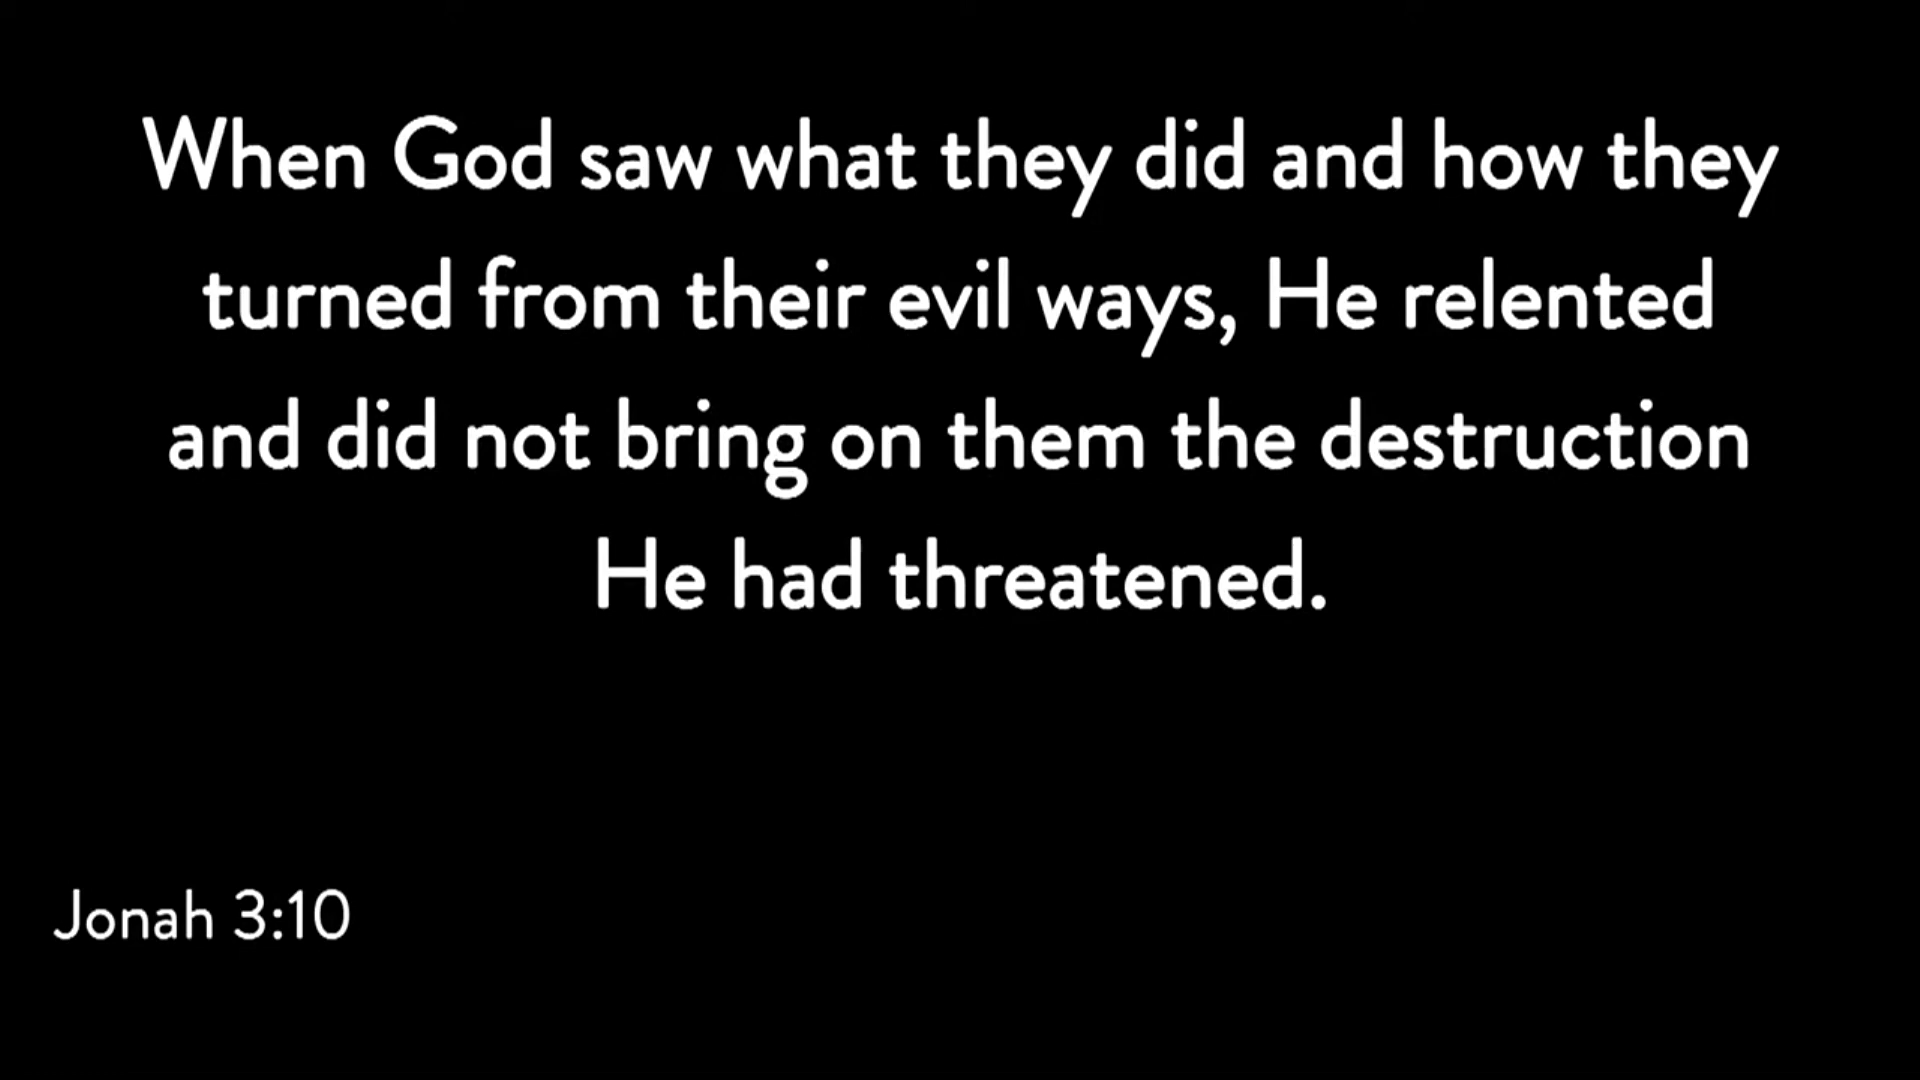 When God saw what they did and how they
turned from their evil ways, He relented
and did not bring on them the destruction
He had threatened.
Jonah 3:10